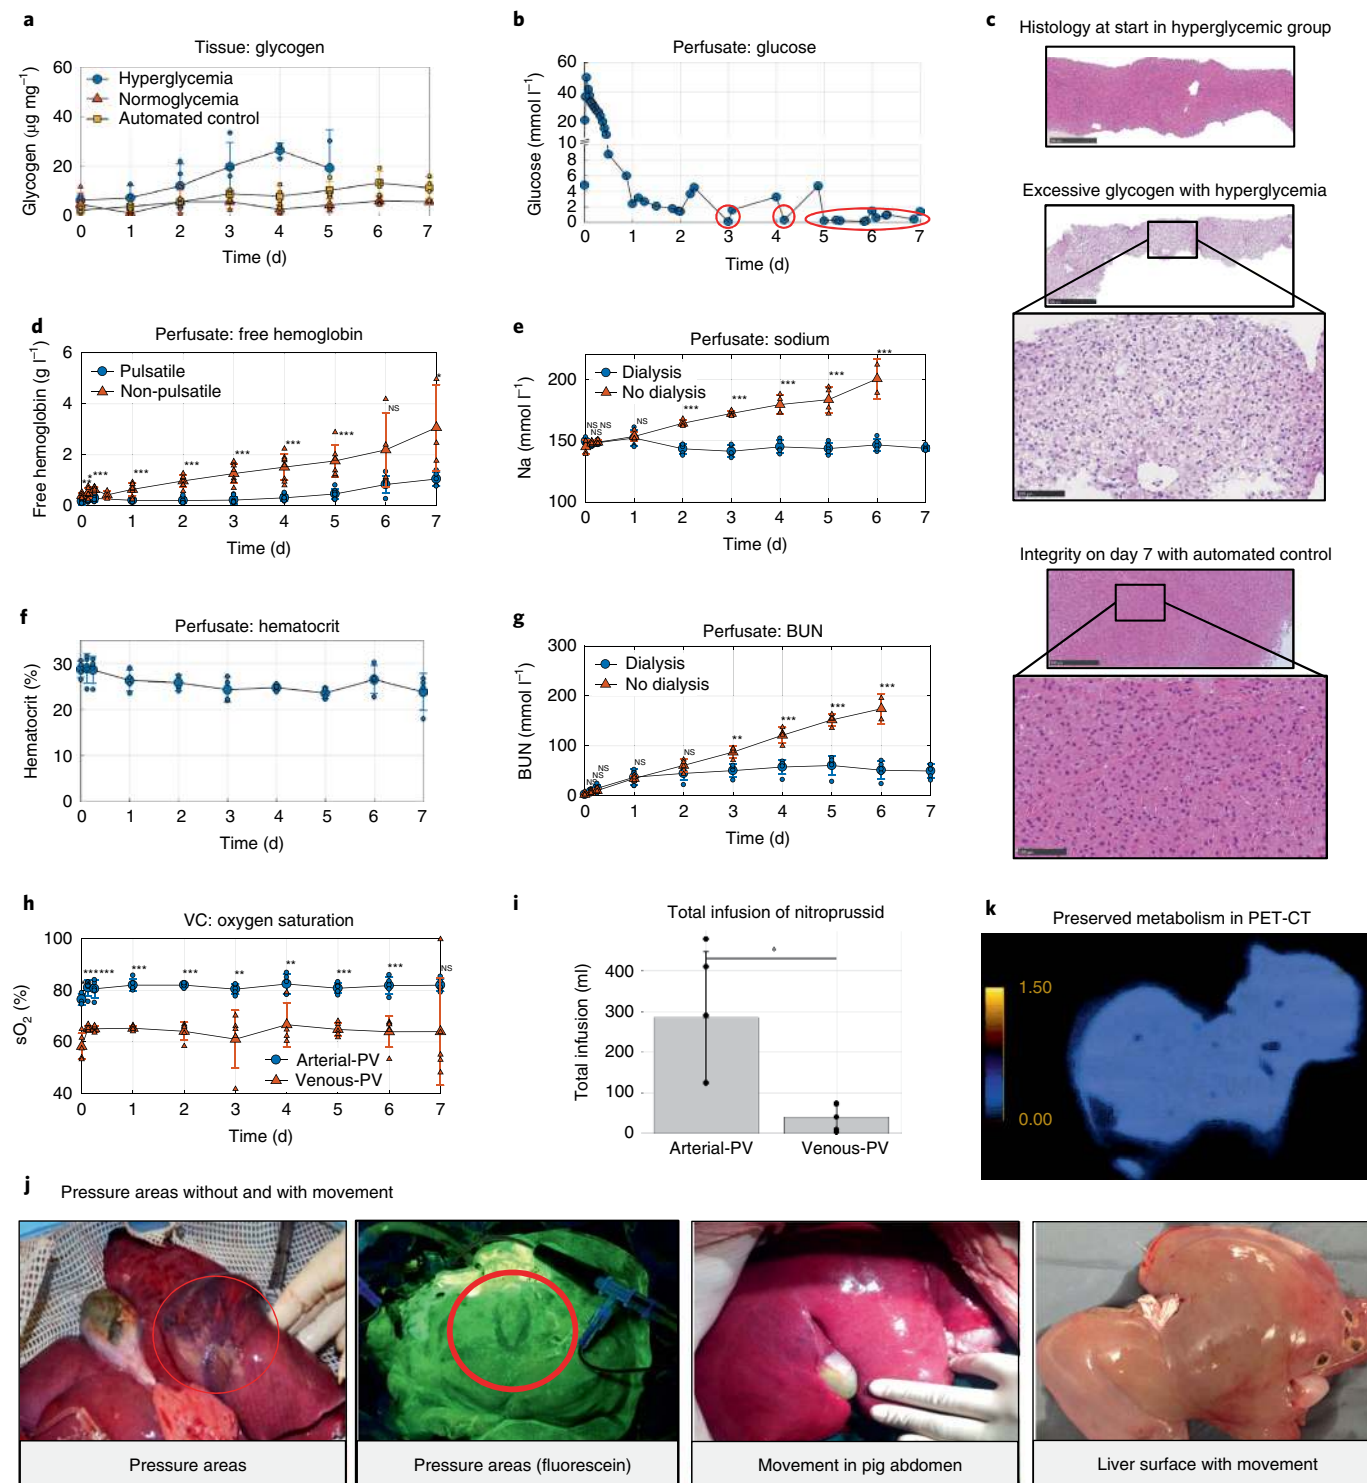 a
Tissue: glycogen
Glycogen (µg mg⁻¹)
60
40
20
0
Hyperglycemia
Normoglycemia
Automated control
0 1 2 3 4 5 6 7
Time (d)
b
Perfusate: glucose
Glucose (mmol l⁻¹)
60
50
40
30
20
10
8
6
4
2
0
0 1 2 3 4 5 6 7
Time (d)
c
Histology at start in hyperglycemic group
Excessive glycogen with hyperglycemia
Integrity on day 7 with automated control
d
Perfusate: free hemoglobin
Free hemoglobin (g l⁻¹)
6
4
2
0
Pulsatile
Non-pulsatile
** *** *** *** *** *** *** NS *
0 1 2 3 4 5 6 7
Time (d)
e
Perfusate: sodium
Na (mmol l⁻¹)
200
150
100
Dialysis
No dialysis
NS NS
NS
NS *** *** *** *** ***
0 1 2 3 4 5 6 7
Time (d)
f
Perfusate: hematocrit
Hematocrit (%)
30
20
10
0
0 1 2 3 4 5 6 7
Time (d)
g
Perfusate: BUN
BUN (mmol l⁻¹)
300
200
100
0
Dialysis
No dialysis
NS
NS
NS
NS NS ** *** *** ***
0 1 2 3 4 5 6 7
Time (d)
h
VC: oxygen saturation
sO₂ (%)
100
80
60
40
****** *** *** ** ** *** *** NS
Arterial-PV
Venous-PV
0 1 2 3 4 5 6 7
Time (d)
i
Total infusion of nitroprussid
Total infusion (ml)
400
300
200
100
0
Arterial-PV Venous-PV
k
Preserved metabolism in PET-CT
1.50
0.00
j
Pressure areas without and with movement
Pressure areas
Pressure areas (fluorescein)
Movement in pig abdomen
Liver surface with movement